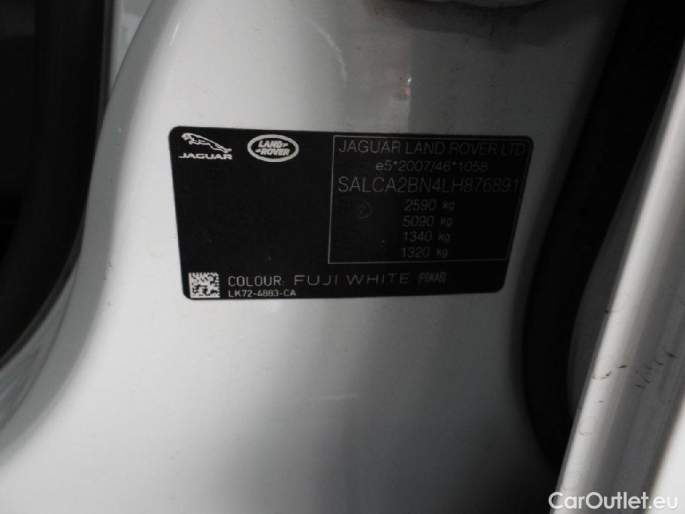 JAGUAR
LAND ROVER
JAGUAR LAND ROVER LTD
e5*2007/46*1058
SALCA2BN4LH876891
2590 kg
5090 kg
1340 kg
1320 kg
COLOUR: FUJI WHITE
LK72-4883-CA
CarOutlet.eu